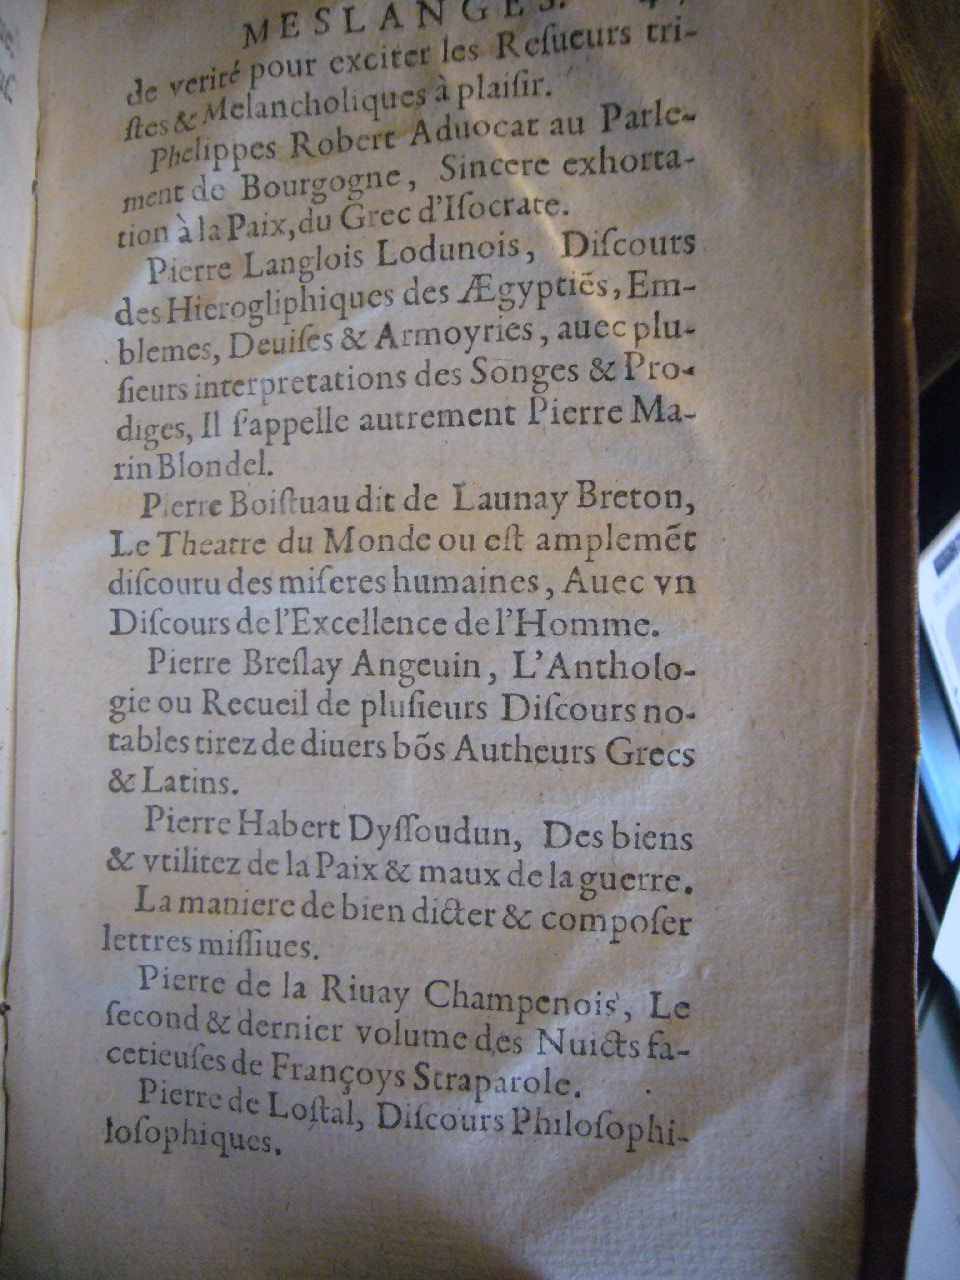 MESLANGES.
de verité pour exciter les Resueurs tri-
stes & Melancholiques à plaisir.
Phelippes Robert Aduocat au Parle-
ment de Bourgogne, Sincere exhorta-
tion à la Paix, du Grec d'Isocrate.
Pierre Langlois Lodunois, Discours
des Hierogliphiques des Ægyptiẽs, Em-
blemes, Deuises & Armoyries, auec plu-
sieurs interpretations des Songes & Pro-
diges, Il s'appelle autrement Pierre Ma-
rin Blondel.
Pierre Boistuau dit de Launay Breton,
Le Theatre du Monde ou est amplemẽt
discouru des miseres humaines, Auec vn
Discours de l'Excellence de l'Homme.
Pierre Breslay Angeuin, L'Antholo-
gie ou Recueil de plusieurs Discours no-
tables tirez de diuers bõs Autheurs Grecs
& Latins.
Pierre Habert Dyssoudun, Des biens
& vtilitez de la Paix & maux de la guerre.
La maniere de bien dicter & composer
lettres missiues.
Pierre de la Riuay Champenois, Le
second & dernier volume des Nuicts fa-
cetieuses de Françoys Straparole.
Pierre de Lostal, Discours Philosophi-
losophiques.